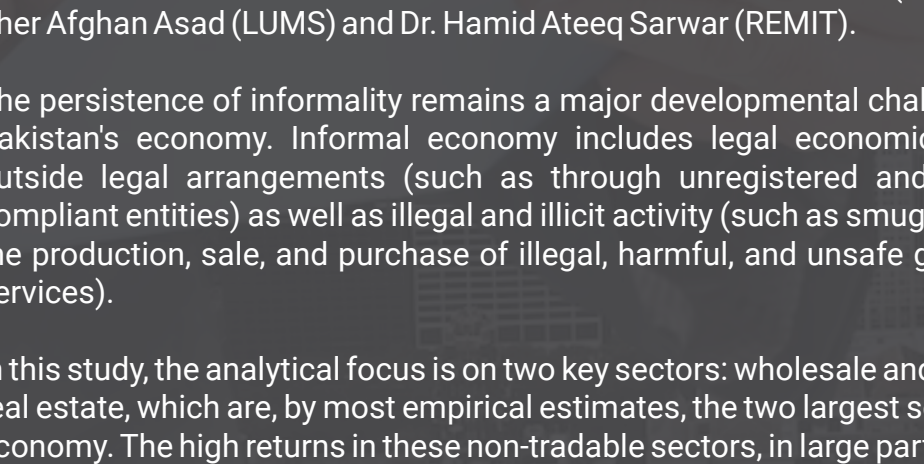 her Afghan Asad (LUMS) and Dr. Hamid Ateeq Sarwar (REMIT).
he persistence of informality remains a major developmental chal
akistan's economy. Informal economy includes legal economic
utside legal arrangements (such as through unregistered and
ompliant entities) as well as illegal and illicit activity (such as smug
he production, sale, and purchase of illegal, harmful, and unsafe g
ervices).
n this study, the analytical focus is on two key sectors: wholesale and
eal estate, which are, by most empirical estimates, the two largest s
conomy. The high returns in these non-tradable sectors, in large par